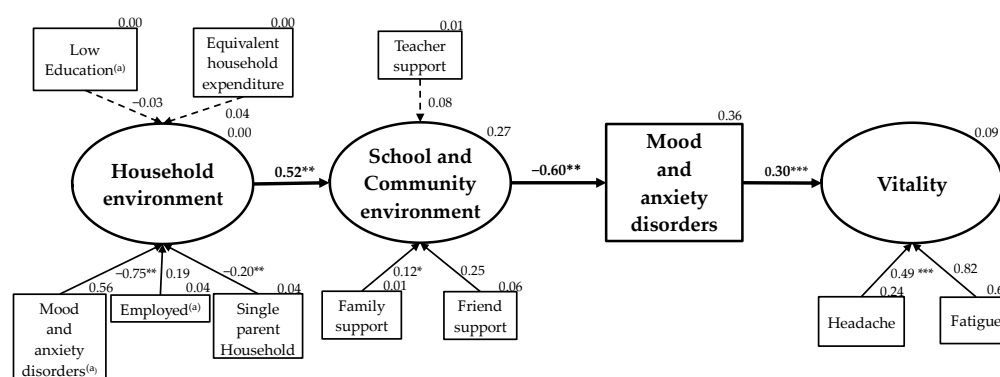 0.00
Low
Education(a)
0.00
Equivalent
household
expenditure
0.01
Teacher
support
−0.03
0.04
0.08
0.00
Household
environment
0.52**
0.27
School and
Community
environment
−0.60**
0.36
Mood
and
anxiety
disorders
0.30***
0.09
Vitality
−0.75**
0.19
−0.20**
0.56
Mood
and
anxiety
disorders(a)
0.04
Employed(a)
0.04
Single
parent
Household
0.12*
0.25
0.01
Family
support
0.06
Friend
support
0.49 ***
0.82
0.24
Headache
0.6
Fatigue